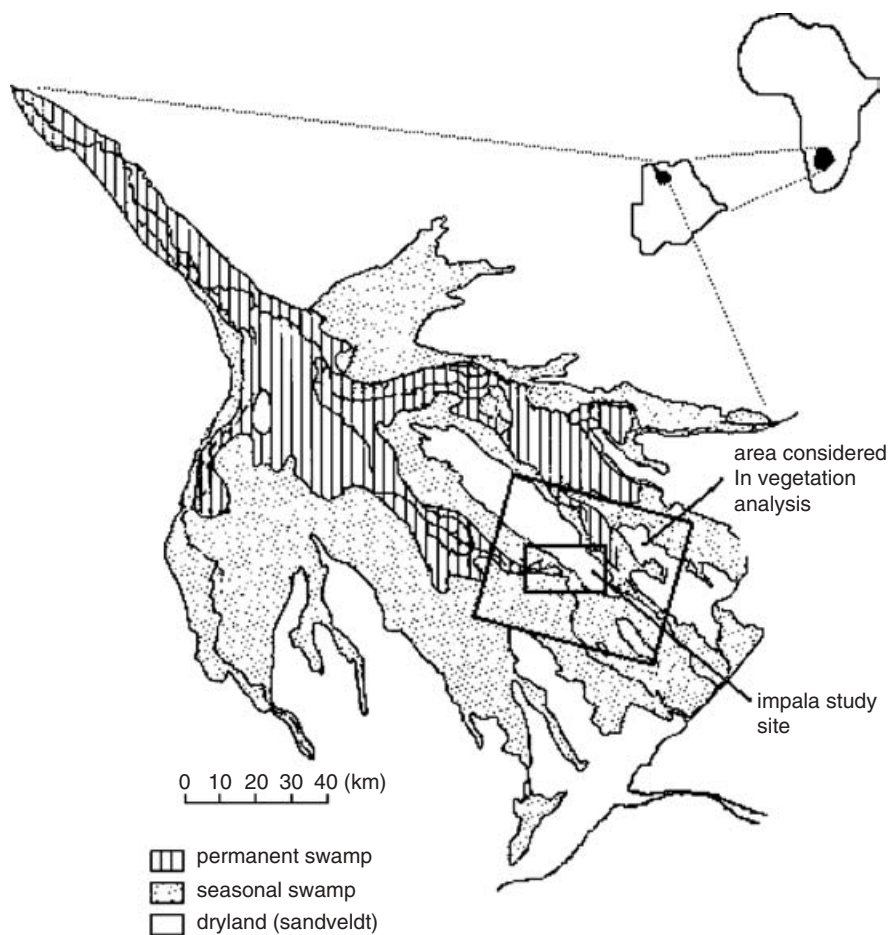 area considered
In vegetation
analysis
impala study
site
0 10 20 30 40 (km)
permanent swamp
seasonal swamp
dryland (sandveldt)